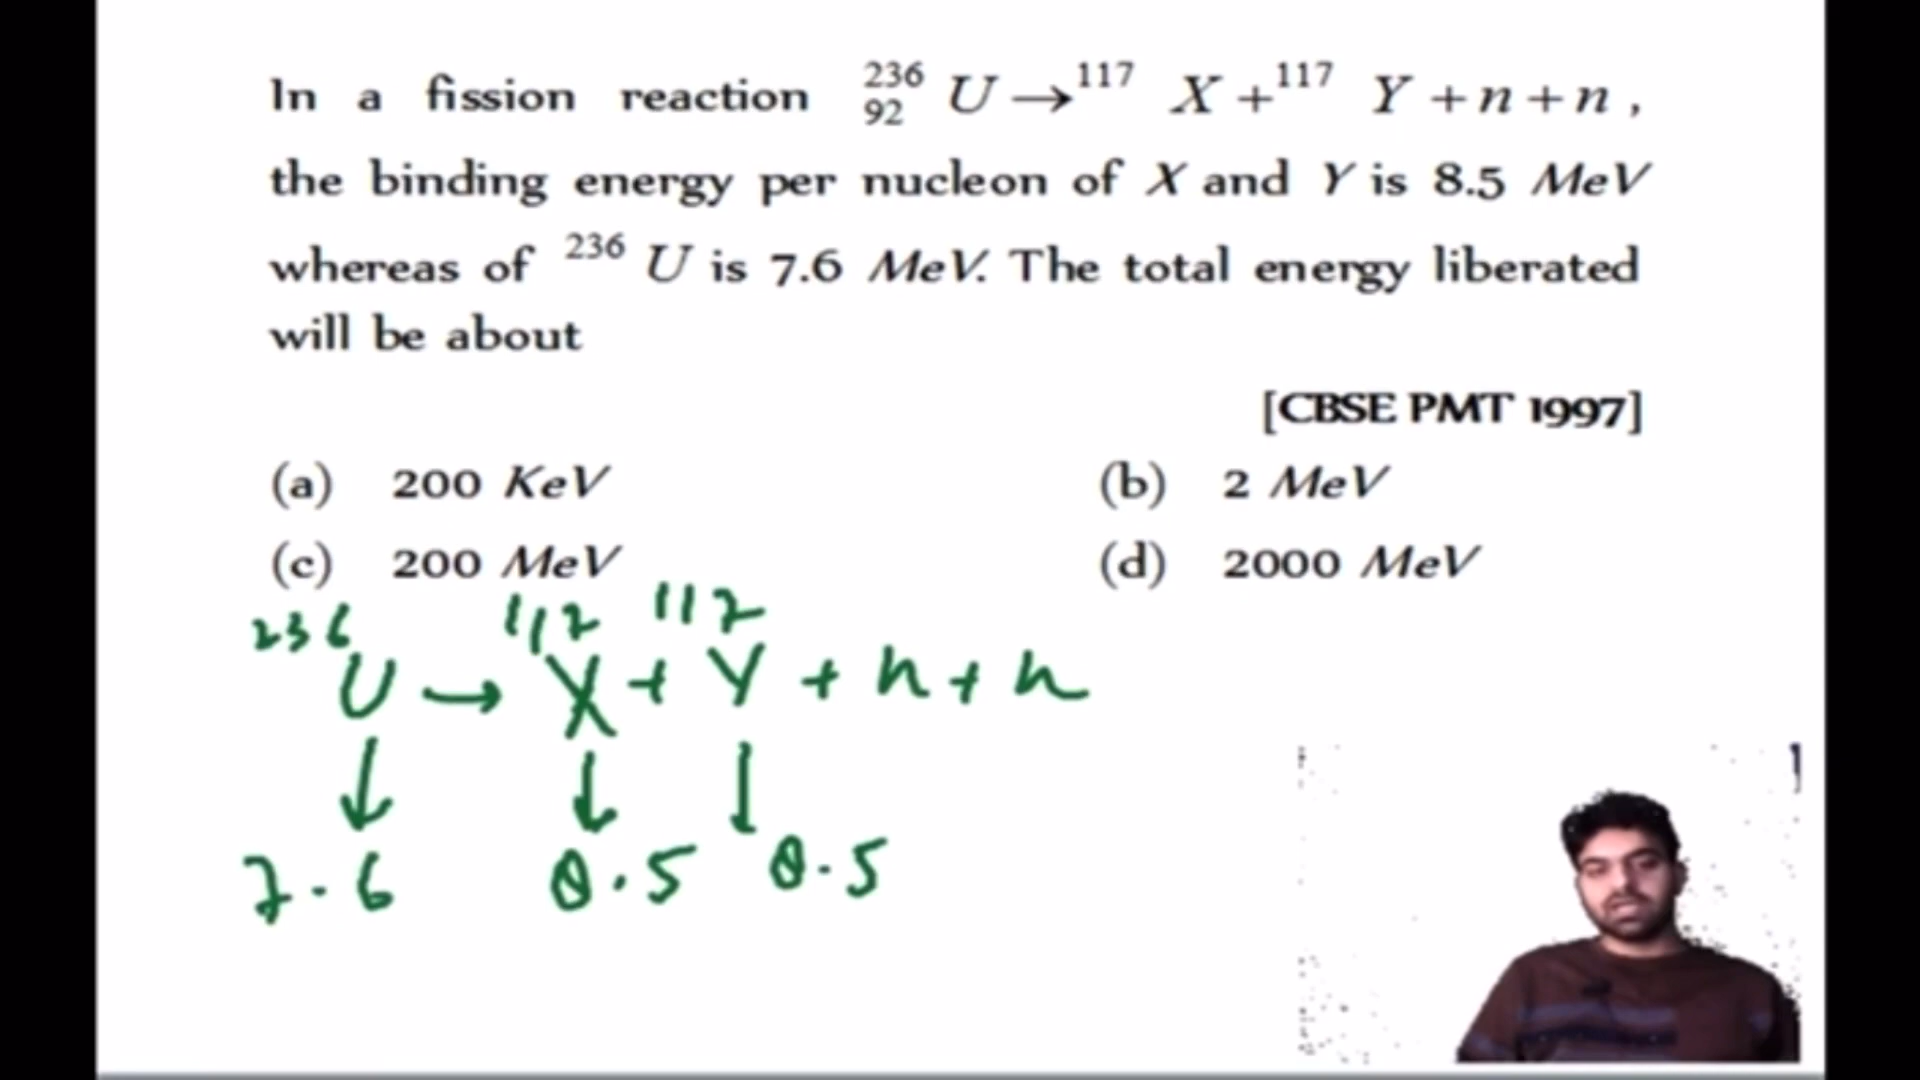 In a fission reaction ²³⁶₉₂ U → ¹¹⁷ X + ¹¹⁷ Y + n + n ,
the binding energy per nucleon of X and Y is 8.5 MeV
whereas of ²³⁶ U is 7.6 MeV. The total energy liberated
will be about
[CBSE PMT 1997]
(a) 200 KeV (b) 2 MeV
(c) 200 MeV (d) 2000 MeV
²³⁶U → ¹¹⁷X + ¹¹⁷Y + n + n
↓ ↓ ↓
7.6 8.5 8.5